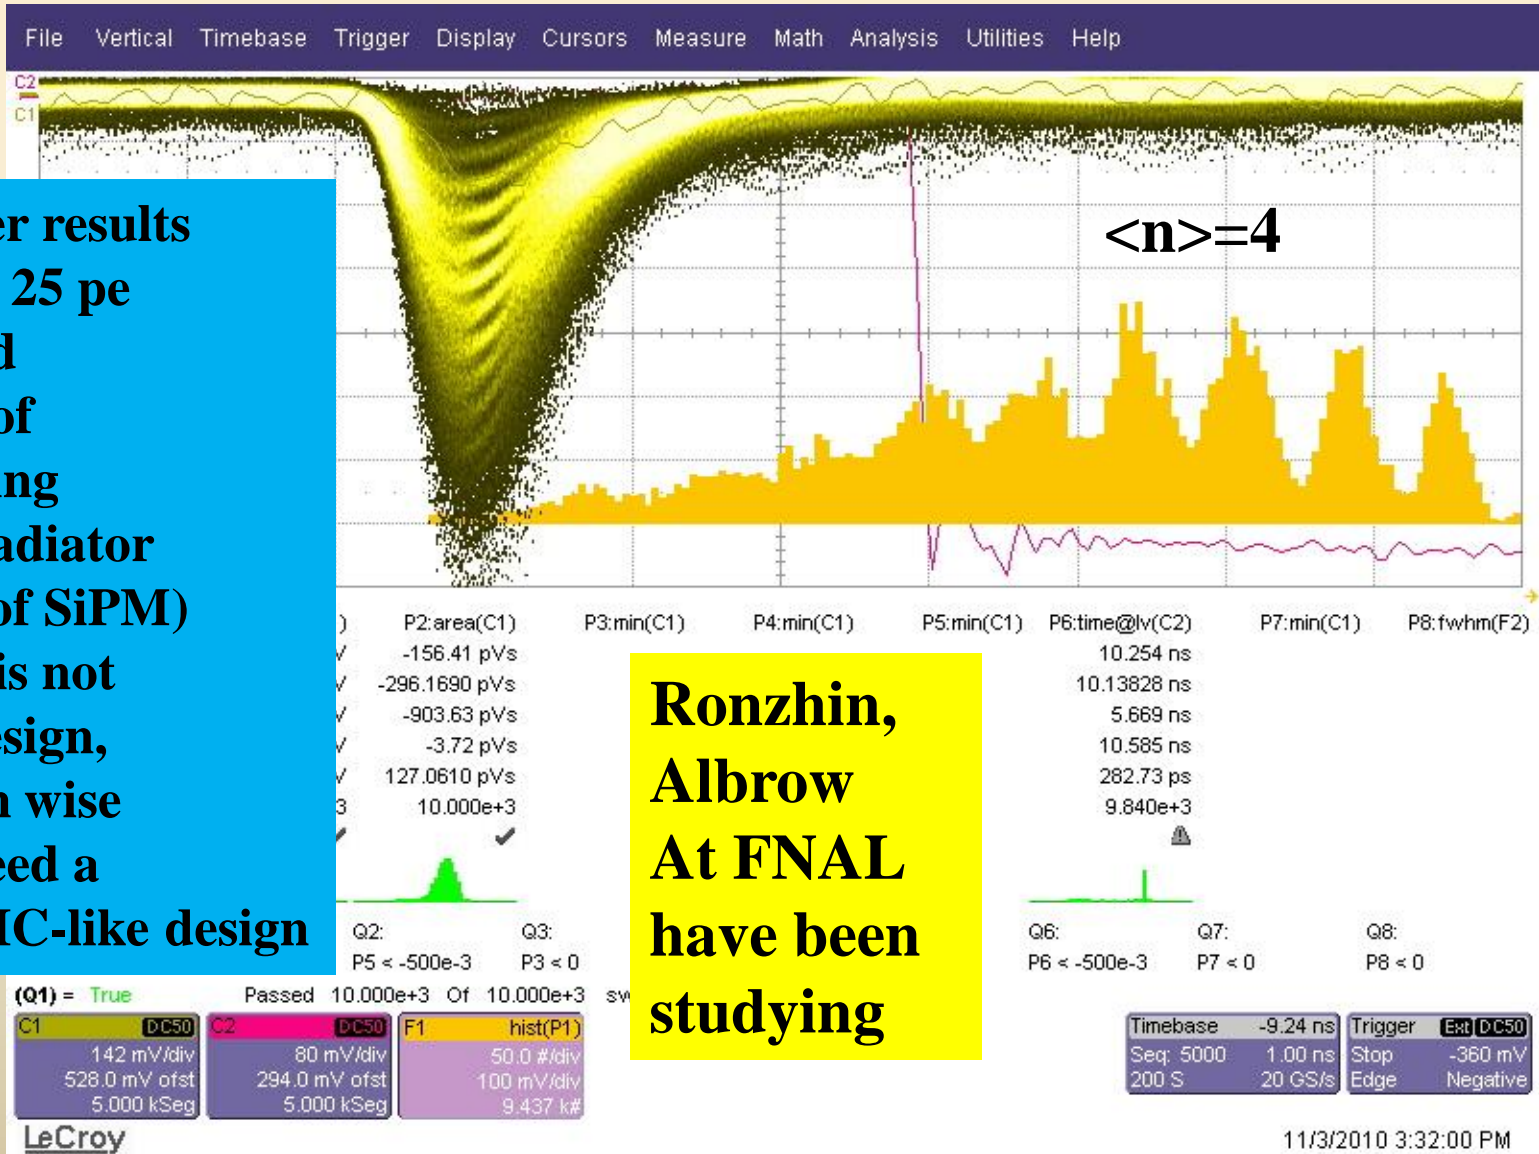 File Vertical Timebase Trigger Display Cursors Measure Math Analysis Utilities Help
C2
C1
<n>=4
er results
25 pe
d
of
ng
adiator
of SiPM)
is not
esign,
n wise
eed a
IC-like design
) P2:area(C1) P3:min(C1) P4:min(C1) P5:min(C1) P6:time@lv(C2) P7:min(C1) P8:fwhm(F2)
-156.41 pVs 10.254 ns
-296.1690 pVs 10.13828 ns
-903.63 pVs 5.669 ns
-3.72 pVs 10.585 ns
127.0610 pVs 282.73 ps
3 10.000e+3 9.840e+3
Ronzhin,
Albrow
At FNAL
have been
studying
Q2: Q3: Q6: Q7: Q8:
P5 < -500e-3 P3 < 0 P6 < -500e-3 P7 < 0 P8 < 0
(Q1) = True Passed 10.000e+3 Of 10.000e+3 sw
C1 DC50 C2 DC50 F1 hist(P1)
142 mV/div 80 mV/div 50.0 #/div
528.0 mV ofst 294.0 mV ofst 100 mV/div
5.000 kSeg 5.000 kSeg 9.437 k#
Timebase -9.24 ns Trigger Ext DC50
Seq: 5000 1.00 ns Stop -360 mV
200 S 20 GS/s Edge Negative
LeCroy
11/3/2010 3:32:00 PM